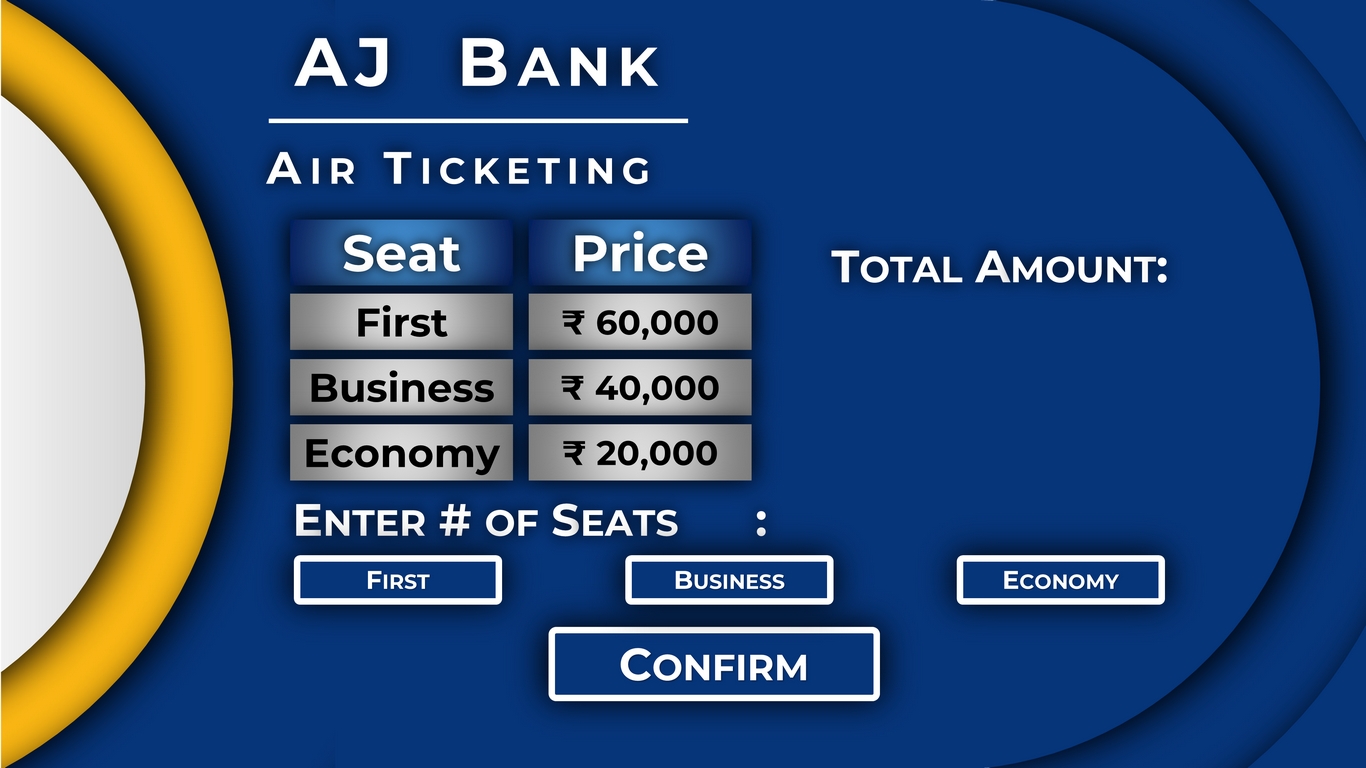 AJ Bank
Air Ticketing
Seat Price
First ₹ 60,000
Business ₹ 40,000
Economy ₹ 20,000
Total Amount:
Enter # of Seats :
First Business Economy
Confirm